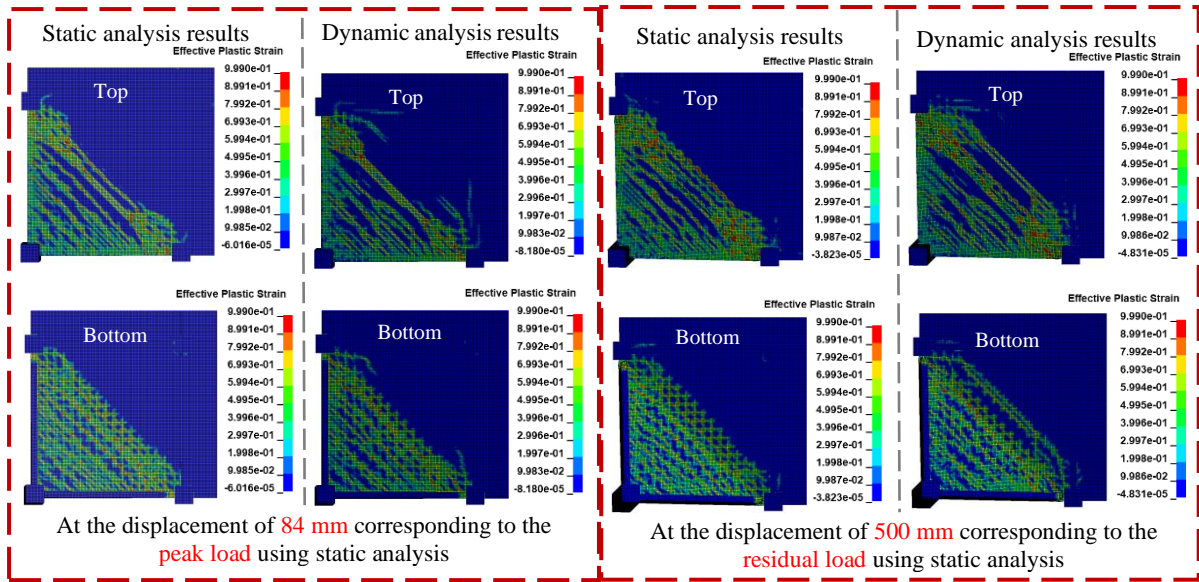 Static analysis results
Effective Plastic Strain
Top
9.990e-01
8.991e-01
7.992e-01
6.993e-01
5.994e-01
4.995e-01
3.996e-01
2.997e-01
1.998e-01
9.985e-02
-6.016e-05
Dynamic analysis results
Effective Plastic Strain
Top
9.990e-01
8.991e-01
7.992e-01
6.993e-01
5.994e-01
4.995e-01
3.996e-01
2.997e-01
1.998e-01
9.983e-02
-8.180e-05
Effective Plastic Strain
Bottom
9.990e-01
8.991e-01
7.992e-01
6.993e-01
5.994e-01
4.995e-01
3.996e-01
2.997e-01
1.998e-01
9.985e-02
-6.016e-05
Effective Plastic Strain
Bottom
9.990e-01
8.991e-01
7.992e-01
6.993e-01
5.994e-01
4.995e-01
3.996e-01
2.997e-01
1.998e-01
9.983e-02
-8.180e-05
At the displacement of 84 mm corresponding to the
peak load using static analysis
Static analysis results
Effective Plastic Strain
Top
9.990e-01
8.991e-01
7.992e-01
6.993e-01
5.994e-01
4.995e-01
3.996e-01
2.997e-01
1.998e-01
9.987e-02
-3.823e-05
Dynamic analysis results
Effective Plastic Strain
Top
9.990e-01
8.991e-01
7.992e-01
6.993e-01
5.994e-01
4.995e-01
3.996e-01
2.997e-01
1.998e-01
9.986e-02
-4.831e-05
Effective Plastic Strain
Bottom
9.990e-01
8.991e-01
7.992e-01
6.993e-01
5.994e-01
4.995e-01
3.996e-01
2.997e-01
1.998e-01
9.987e-02
-3.823e-05
Effective Plastic Strain
Bottom
9.990e-01
8.991e-01
7.992e-01
6.993e-01
5.994e-01
4.995e-01
3.996e-01
2.997e-01
1.998e-01
9.986e-02
-4.831e-05
At the displacement of 500 mm corresponding to the
residual load using static analysis